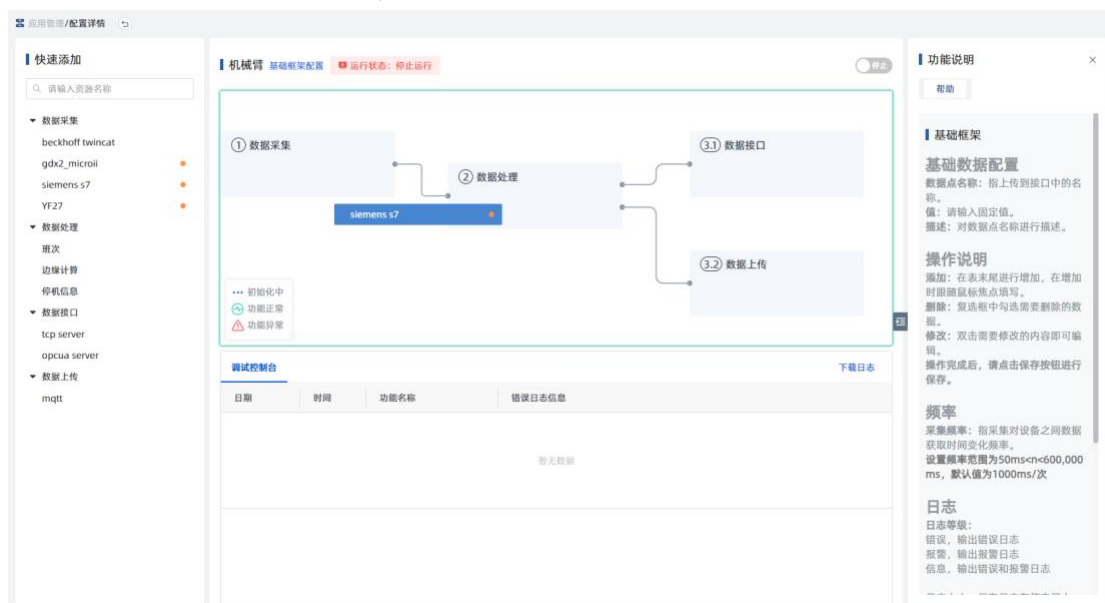 应用管理/配置详情
快速添加
请输入资源名称
数据采集
beckhoff twincat
gdx2_microii
siemens s7
YF27
数据处理
班次
边缘计算
停机信息
数据接口
tcp server
opcua server
数据上传
mqtt
机械臂 基础框架配置 运行状态：停止运行
停止
① 数据采集
② 数据处理
siemens s7
3.1 数据接口
3.2 数据上传
初始化中
功能正常
功能异常
调试控制台
下载日志
日期 时间 功能名称 错误日志信息
暂无数据
功能说明
帮助
基础框架
基础数据配置
数据点名称：指上传到接口中的名
称。
值：请输入固定值。
描述：对数据点名称进行描述。
操作说明
添加：在表末尾进行增加，在增加
时跟随鼠标焦点填写。
删除：复选框中勾选需要删除的数
据。
修改：双击需要修改的内容即可编
辑。
操作完成后，请点击保存按钮进行
保存。
频率
采集频率：指采集对设备之间数据
获取时间变化频率。
设置频率范围为50ms<n<600,000
ms，默认值为1000ms/次
日志
日志等级：
错误，输出错误日志
报警，输出报警日志
信息，输出错误和报警日志